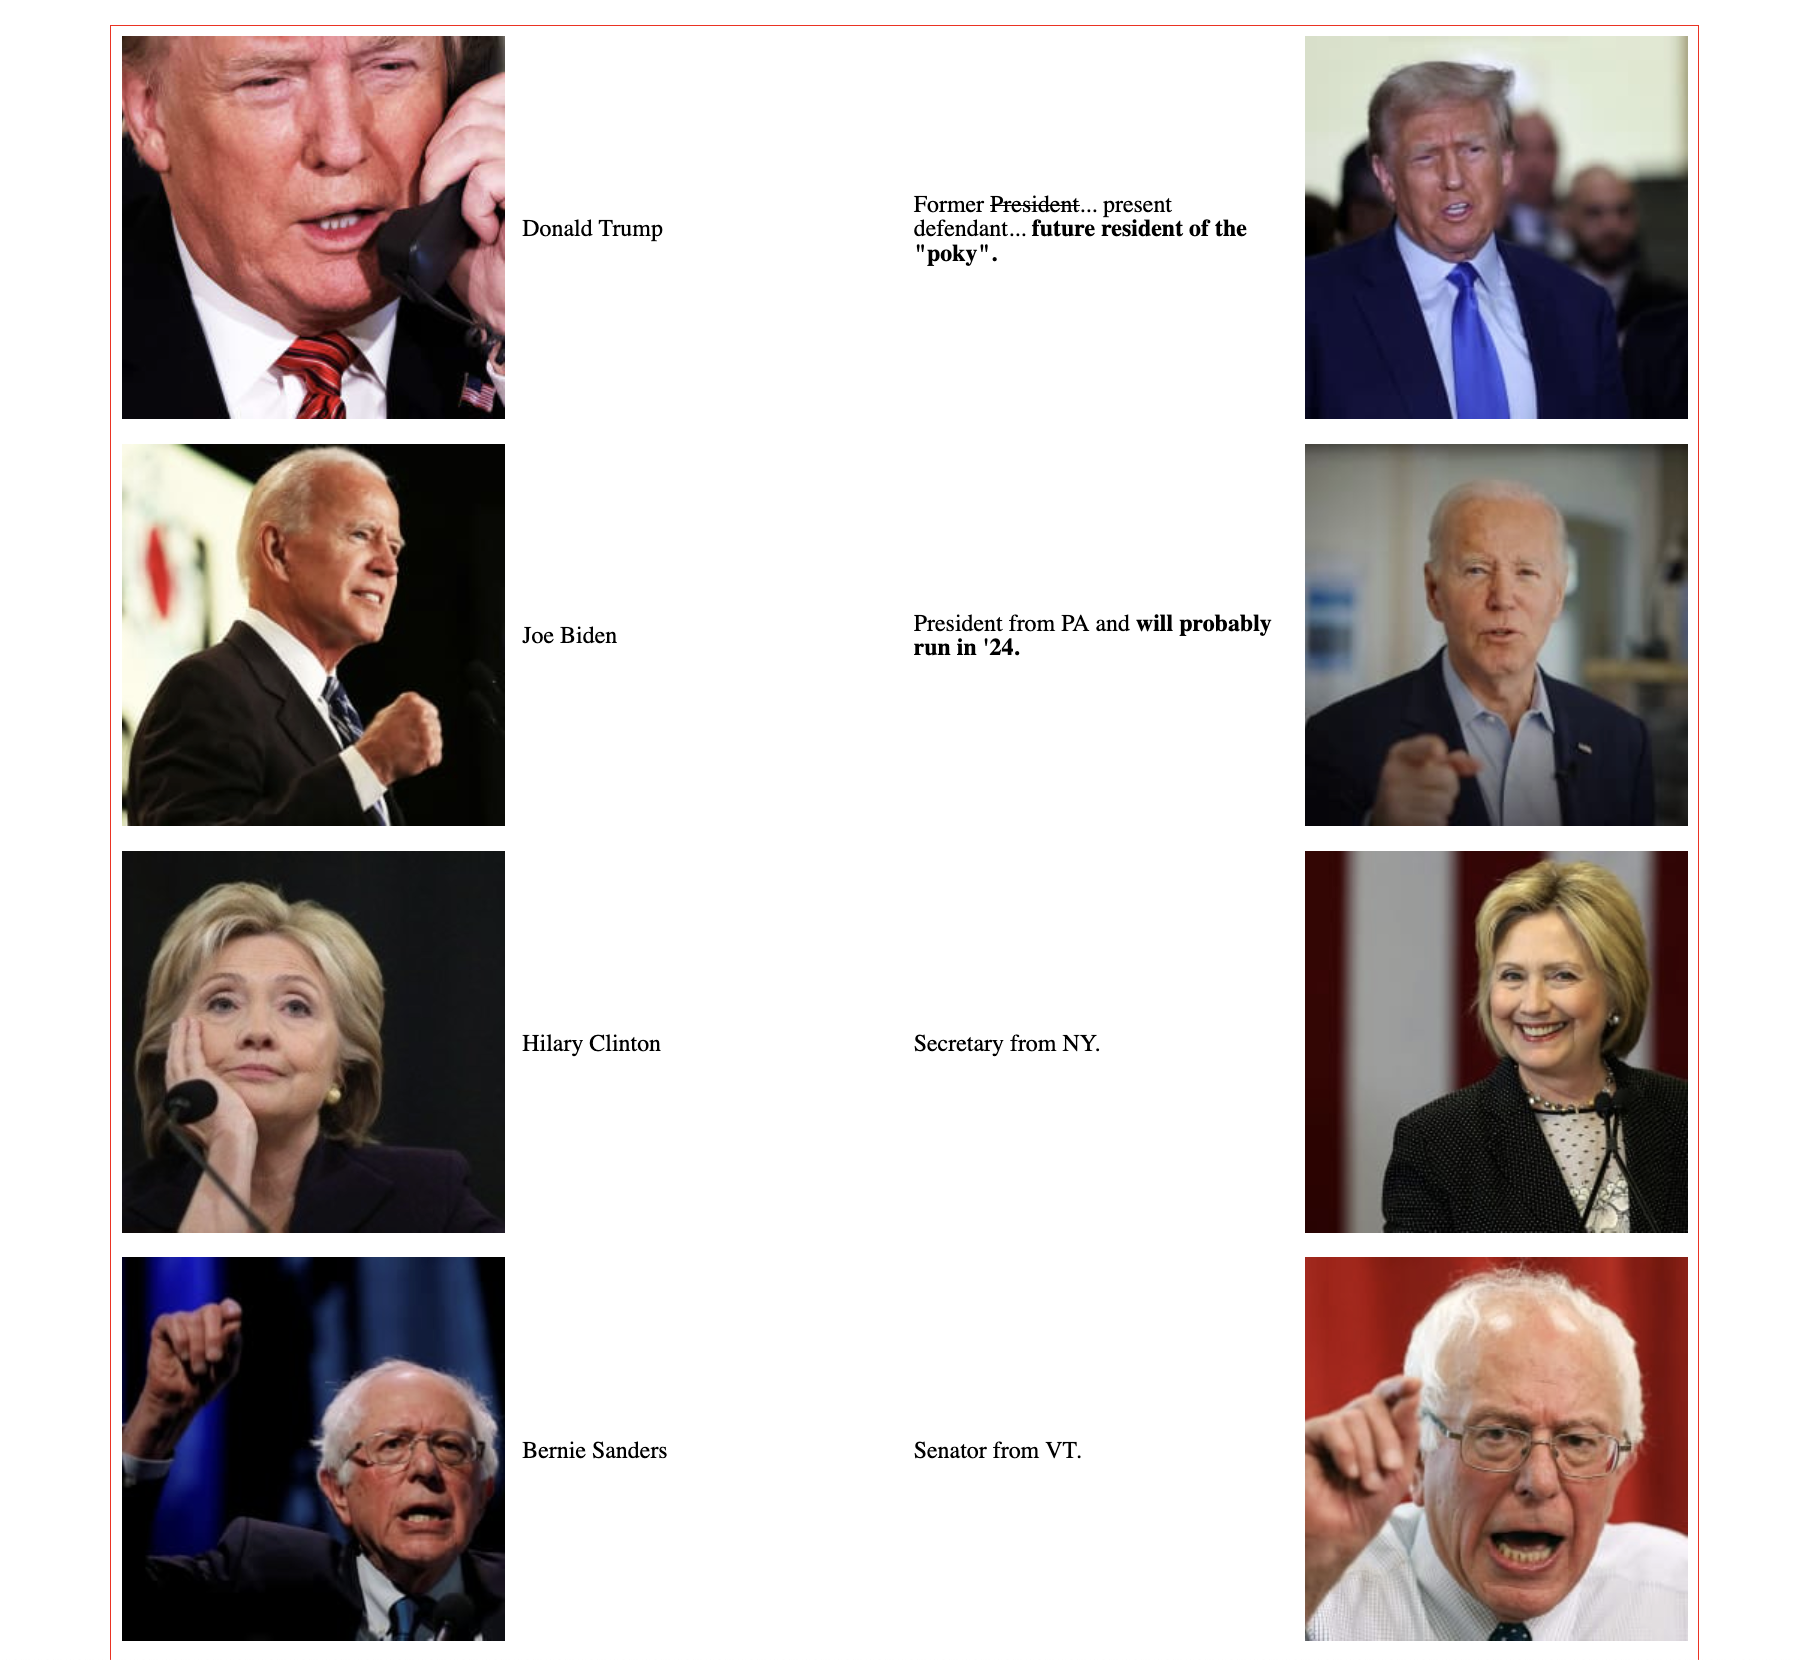 Donald Trump
Former President... present
defendant... future resident of the
"poky".
Joe Biden
President from PA and will probably
run in '24.
Hilary Clinton
Secretary from NY.
Bernie Sanders
Senator from VT.